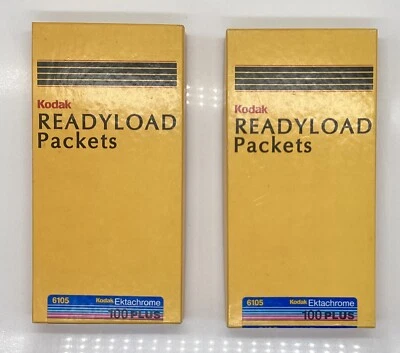 Kodak
READYLOAD
Packets
6105 Kodak Ektachrome
100 PLUS
Kodak
READYLOAD
Packets
6105 Kodak Ektachrome
100 PLUS